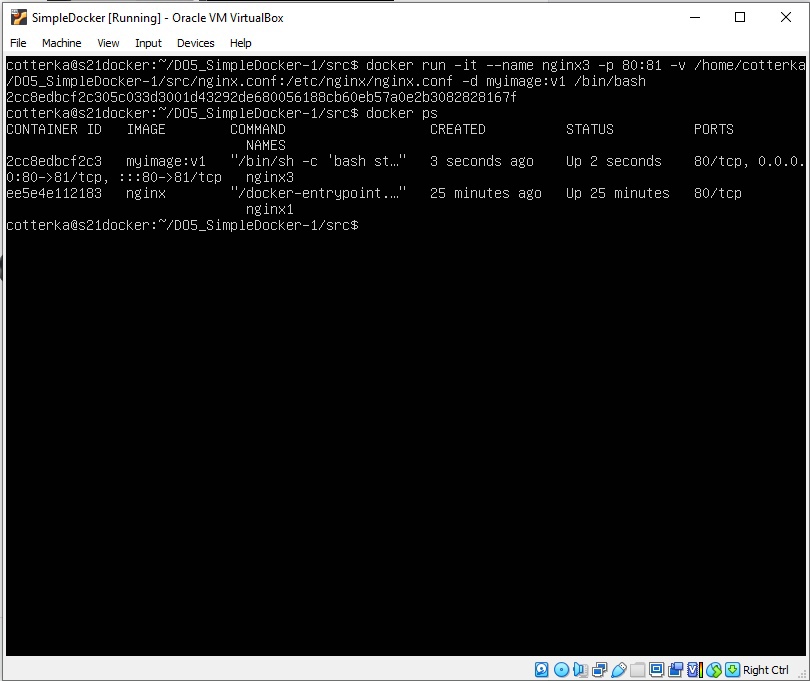 SimpleDocker [Running] - Oracle VM VirtualBox
File Machine View Input Devices Help
cotterka@s21docker:~/DO5_SimpleDocker-1/src$ docker run -it --name nginx3 -p 80:81 -v /home/cotterka
/DO5_SimpleDocker-1/src/nginx.conf:/etc/nginx/nginx.conf -d myimage:v1 /bin/bash
2cc8edbcf2c305c033d3001d43292de680056188cb60eb57a0e2b3082828167f
cotterka@s21docker:~/DO5_SimpleDocker-1/src$ docker ps
CONTAINER ID IMAGE COMMAND CREATED STATUS PORTS
NAMES
2cc8edbcf2c3 myimage:v1 "/bin/sh -c 'bash st…" 3 seconds ago Up 2 seconds 80/tcp, 0.0.0.
0:80->81/tcp, :::80->81/tcp nginx3
ee5e4e112183 nginx "/docker-entrypoint.…" 25 minutes ago Up 25 minutes 80/tcp
nginx1
cotterka@s21docker:~/DO5_SimpleDocker-1/src$
Right Ctrl